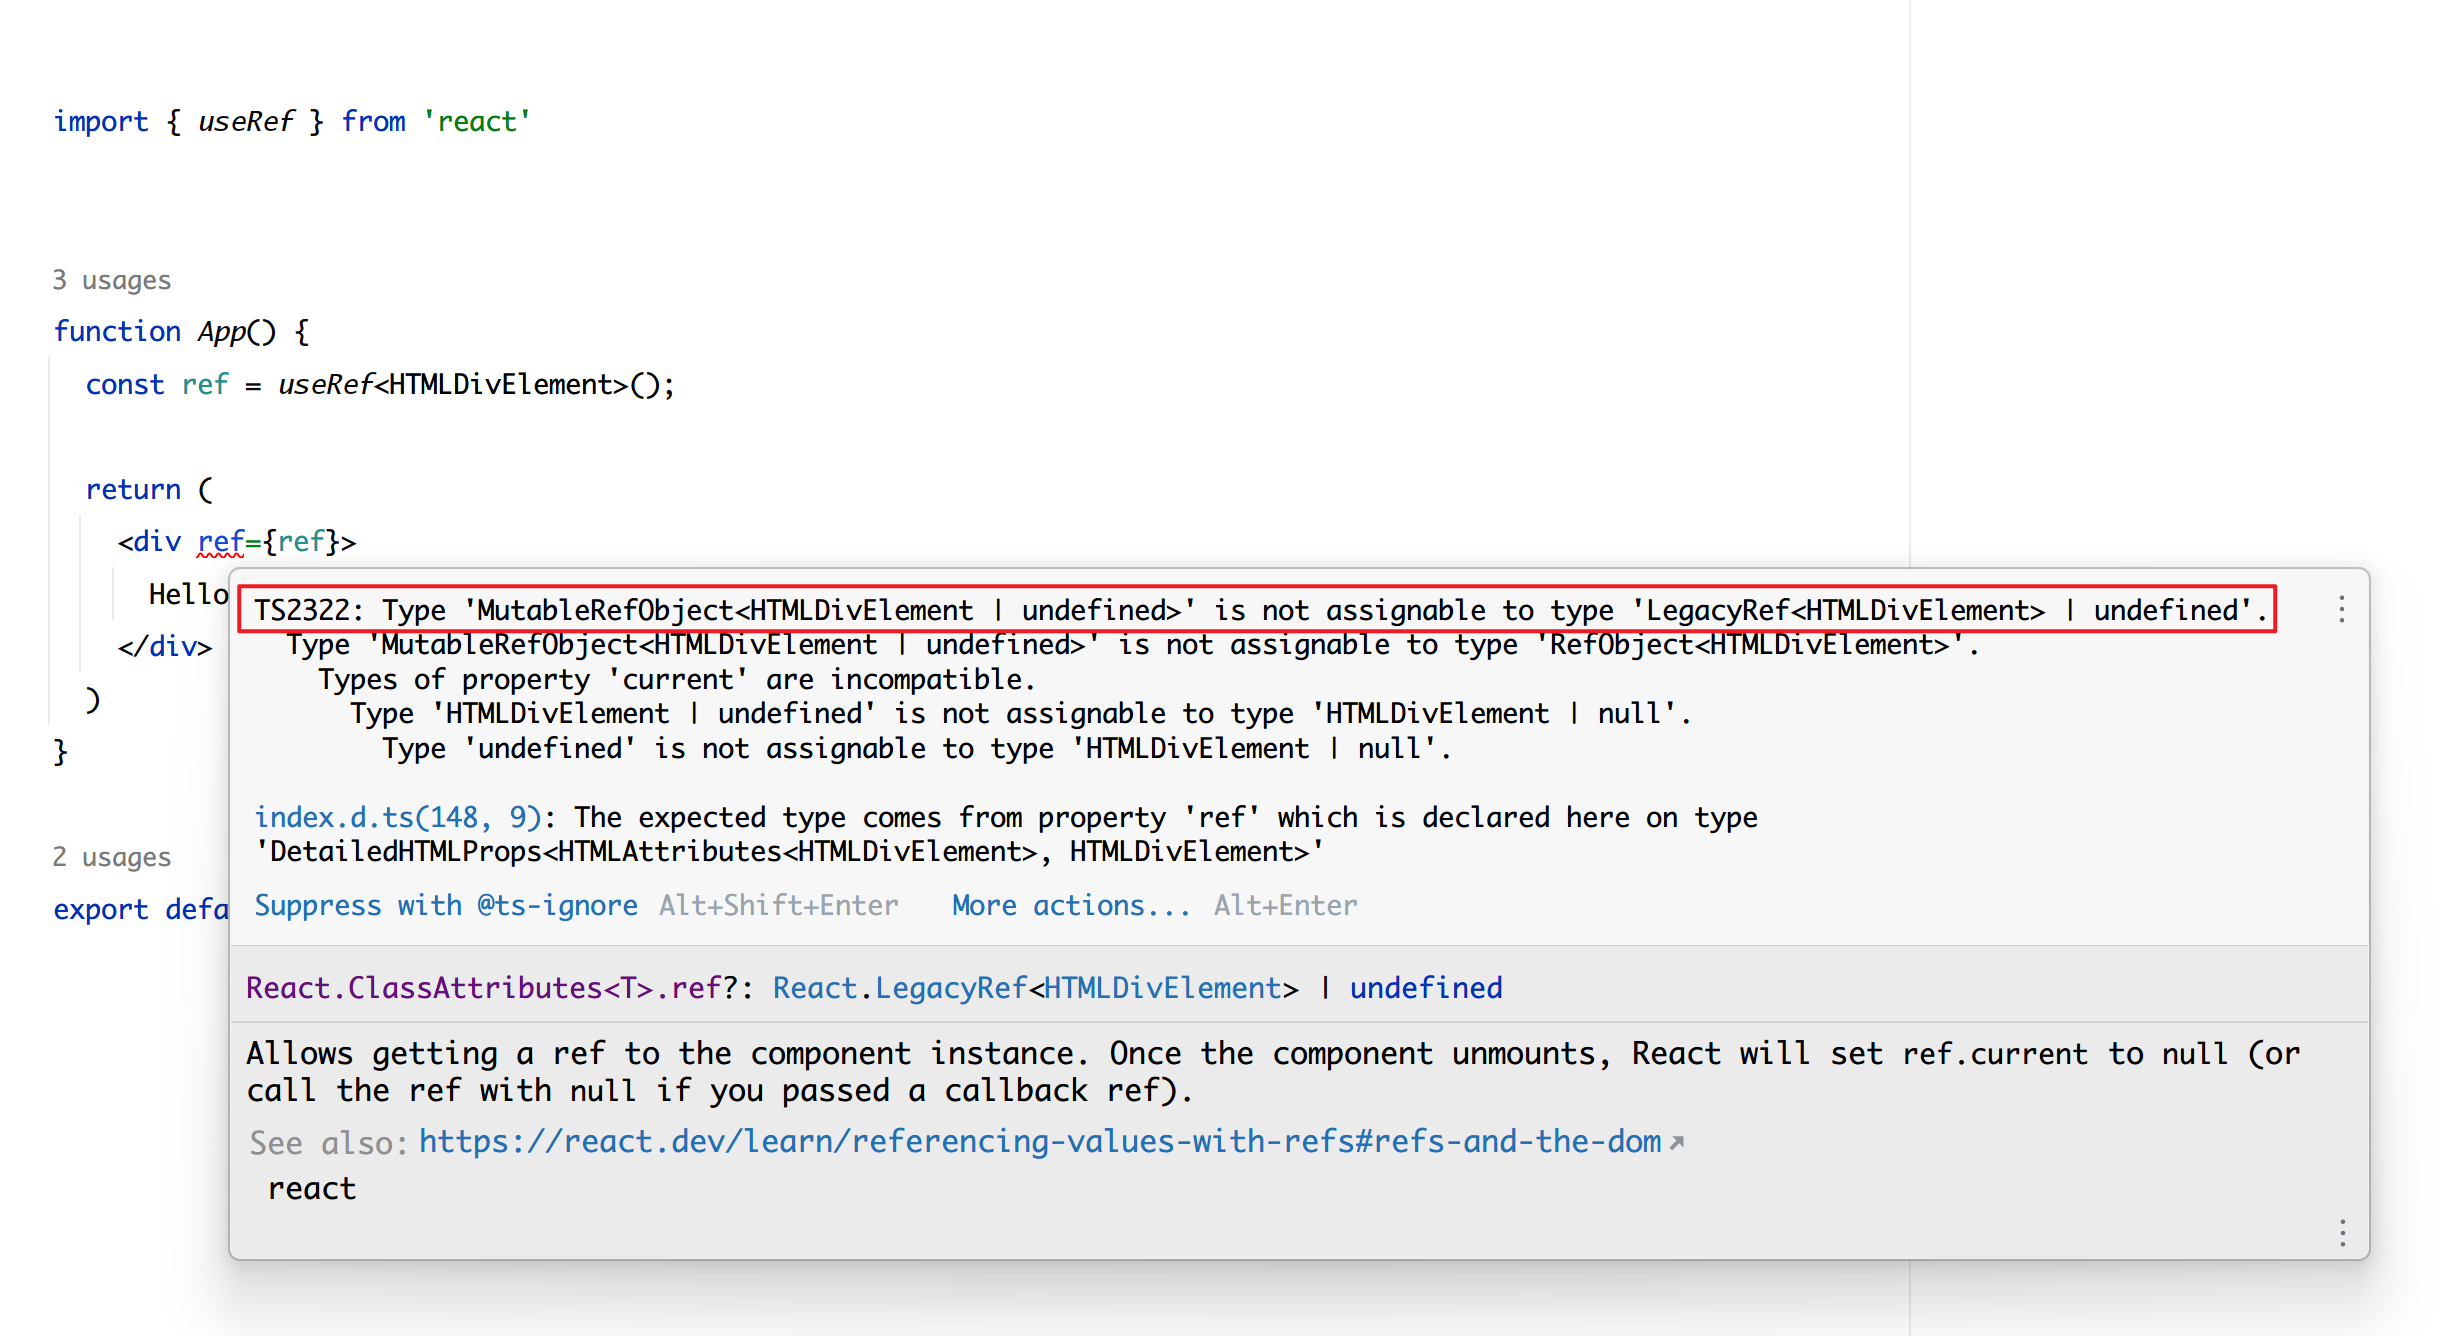 import { useRef } from 'react'
3 usages
function App() {
const ref = useRef<HTMLDivElement>();
return (
<div ref={ref}>
Hello
</div>
)
}
2 usages
export defa
TS2322: Type 'MutableRefObject<HTMLDivElement | undefined>' is not assignable to type 'LegacyRef<HTMLDivElement> | undefined'.
Type 'MutableRefObject<HTMLDivElement | undefined>' is not assignable to type 'RefObject<HTMLDivElement>'.
Types of property 'current' are incompatible.
Type 'HTMLDivElement | undefined' is not assignable to type 'HTMLDivElement | null'.
Type 'undefined' is not assignable to type 'HTMLDivElement | null'.
index.d.ts(148, 9): The expected type comes from property 'ref' which is declared here on type
'DetailedHTMLProps<HTMLAttributes<HTMLDivElement>, HTMLDivElement>'
Suppress with @ts-ignore Alt+Shift+Enter More actions... Alt+Enter
React.ClassAttributes<T>.ref?: React.LegacyRef<HTMLDivElement> | undefined
Allows getting a ref to the component instance. Once the component unmounts, React will set ref.current to null (or
call the ref with null if you passed a callback ref).
See also: https://react.dev/learn/referencing-values-with-refs#refs-and-the-dom
react